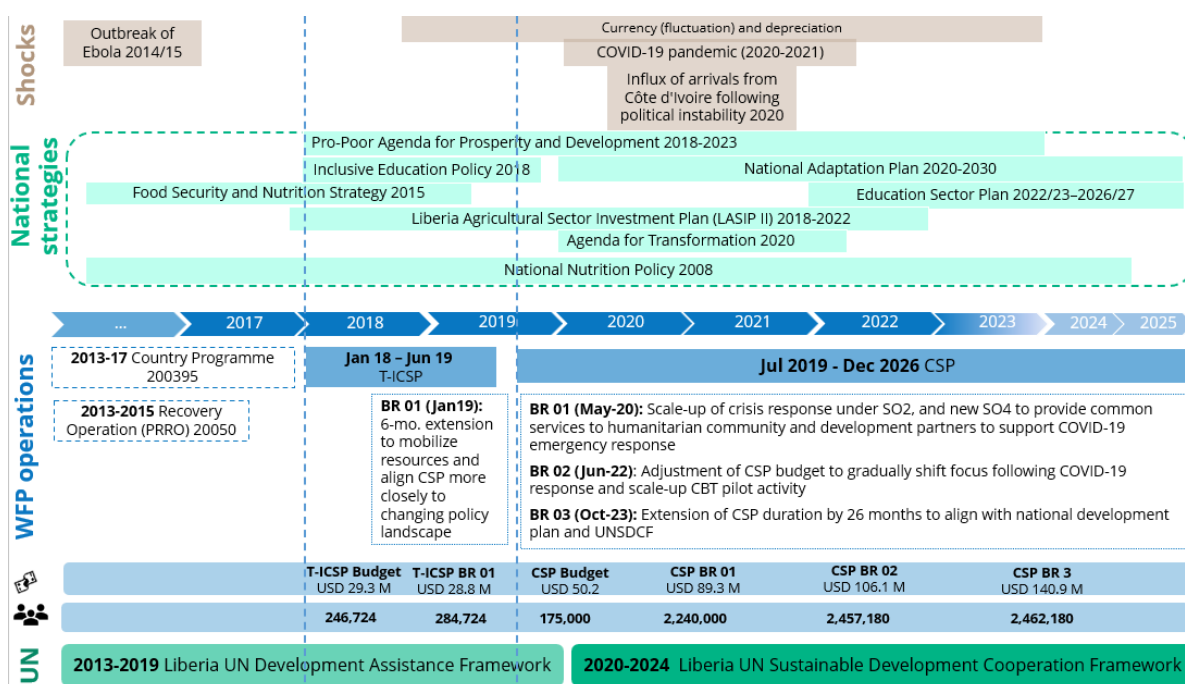 Shocks
Outbreak of
Ebola 2014/15
Currency (fluctuation) and depreciation
COVID-19 pandemic (2020-2021)
Influx of arrivals from
Côte d'Ivoire following
political instability 2020
National
strategies
Pro-Poor Agenda for Prosperity and Development 2018-2023
Inclusive Education Policy 2018
National Adaptation Plan 2020-2030
Food Security and Nutrition Strategy 2015
Education Sector Plan 2022/23–2026/27
Liberia Agricultural Sector Investment Plan (LASIP II) 2018-2022
Agenda for Transformation 2020
National Nutrition Policy 2008
... 2017 2018 2019 2020 2021 2022 2023 2024 2025
WFP operations
2013-17 Country Programme
200395
2013-2015 Recovery
Operation (PRRO) 20050
Jan 18 – Jun 19
T-ICSP
BR 01 (Jan19):
6-mo. extension
to mobilize
resources and
align CSP more
closely to
changing policy
landscape
Jul 2019 - Dec 2026 CSP
BR 01 (May-20): Scale-up of crisis response under SO2, and new SO4 to provide common
services to humanitarian community and development partners to support COVID-19
emergency response
BR 02 (Jun-22): Adjustment of CSP budget to gradually shift focus following COVID-19
response and scale-up CBT pilot activity
BR 03 (Oct-23): Extension of CSP duration by 26 months to align with national development
plan and UNSDCF
T-ICSP Budget T-ICSP BR 01 CSP Budget CSP BR 01 CSP BR 02 CSP BR 3
USD 29.3 M USD 28.8 M USD 50.2 USD 89.3 M USD 106.1 M USD 140.9 M
246,724 284,724 175,000 2,240,000 2,457,180 2,462,180
UN
2013-2019 Liberia UN Development Assistance Framework
2020-2024 Liberia UN Sustainable Development Cooperation Framework